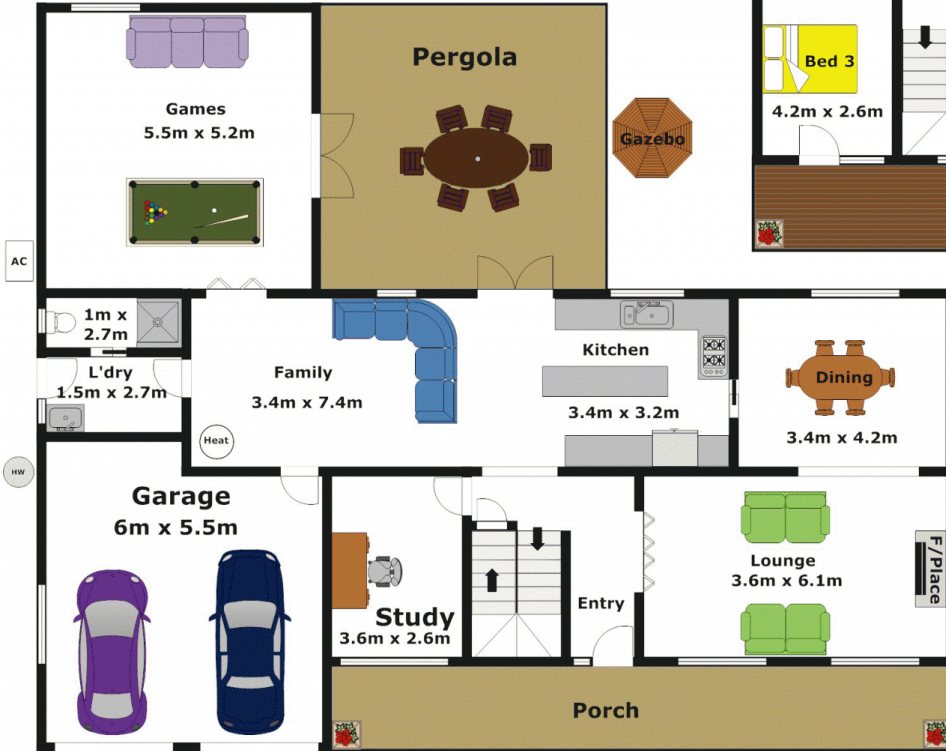 Pergola
Bed 3
4.2m x 2.6m
Games
5.5m x 5.2m
Gazebo
AC
1m x
2.7m
L'dry
1.5m x 2.7m
Family
3.4m x 7.4m
Kitchen
3.4m x 3.2m
Dining
3.4m x 4.2m
Heat
HW
Garage
6m x 5.5m
Study
3.6m x 2.6m
Entry
Lounge
3.6m x 6.1m
F/Place
Porch